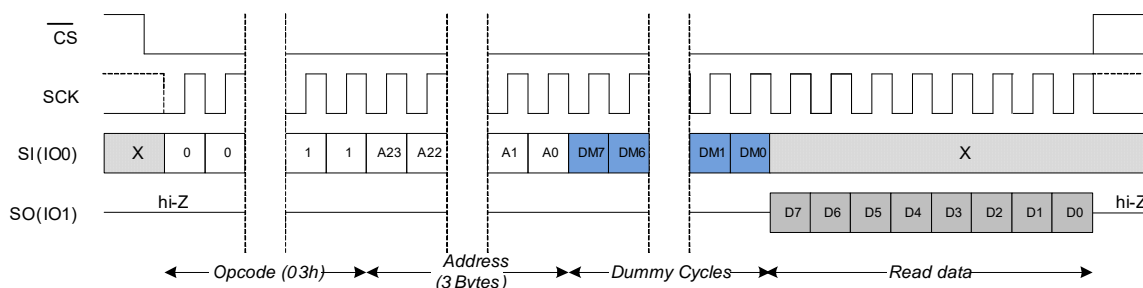 CS
SCK
SI(IO0) X 0 0 1 1 A23 A22 A1 A0 DM7 DM6 DM1 DM0 X
hi-Z hi-Z
SO(IO1) D7 D6 D5 D4 D3 D2 D1 D0
Opcode (03h) Address (3 Bytes) Dummy Cycles Read data